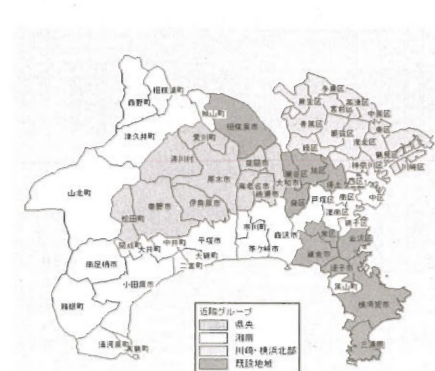 藤野町
相模湖町
城山町
津久井町
相模原市
愛川町
清川村
厚木市
座間市
海老名市
綾瀬市
大和市
瀬谷区
旭区
泉区
戸塚区
港南区
南区
中区
西区
磯子区
栄区
金沢区
鎌倉市
逗子市
葉山町
横須賀市
三浦市
藤沢市
茅ヶ崎市
寒川町
平塚市
大磯町
二宮町
中井町
伊勢原市
秦野市
松田町
山北町
開成町
大井町
南足柄市
小田原市
箱根町
湯河原町
真鶴町
麻生区
多摩区
宮前区
高津区
中原区
幸区
川崎区
青葉区
都筑区
港北区
緑区
神奈川区
鶴見区
近隣グループ
県央
湘南
川崎・横浜北部
既設地域